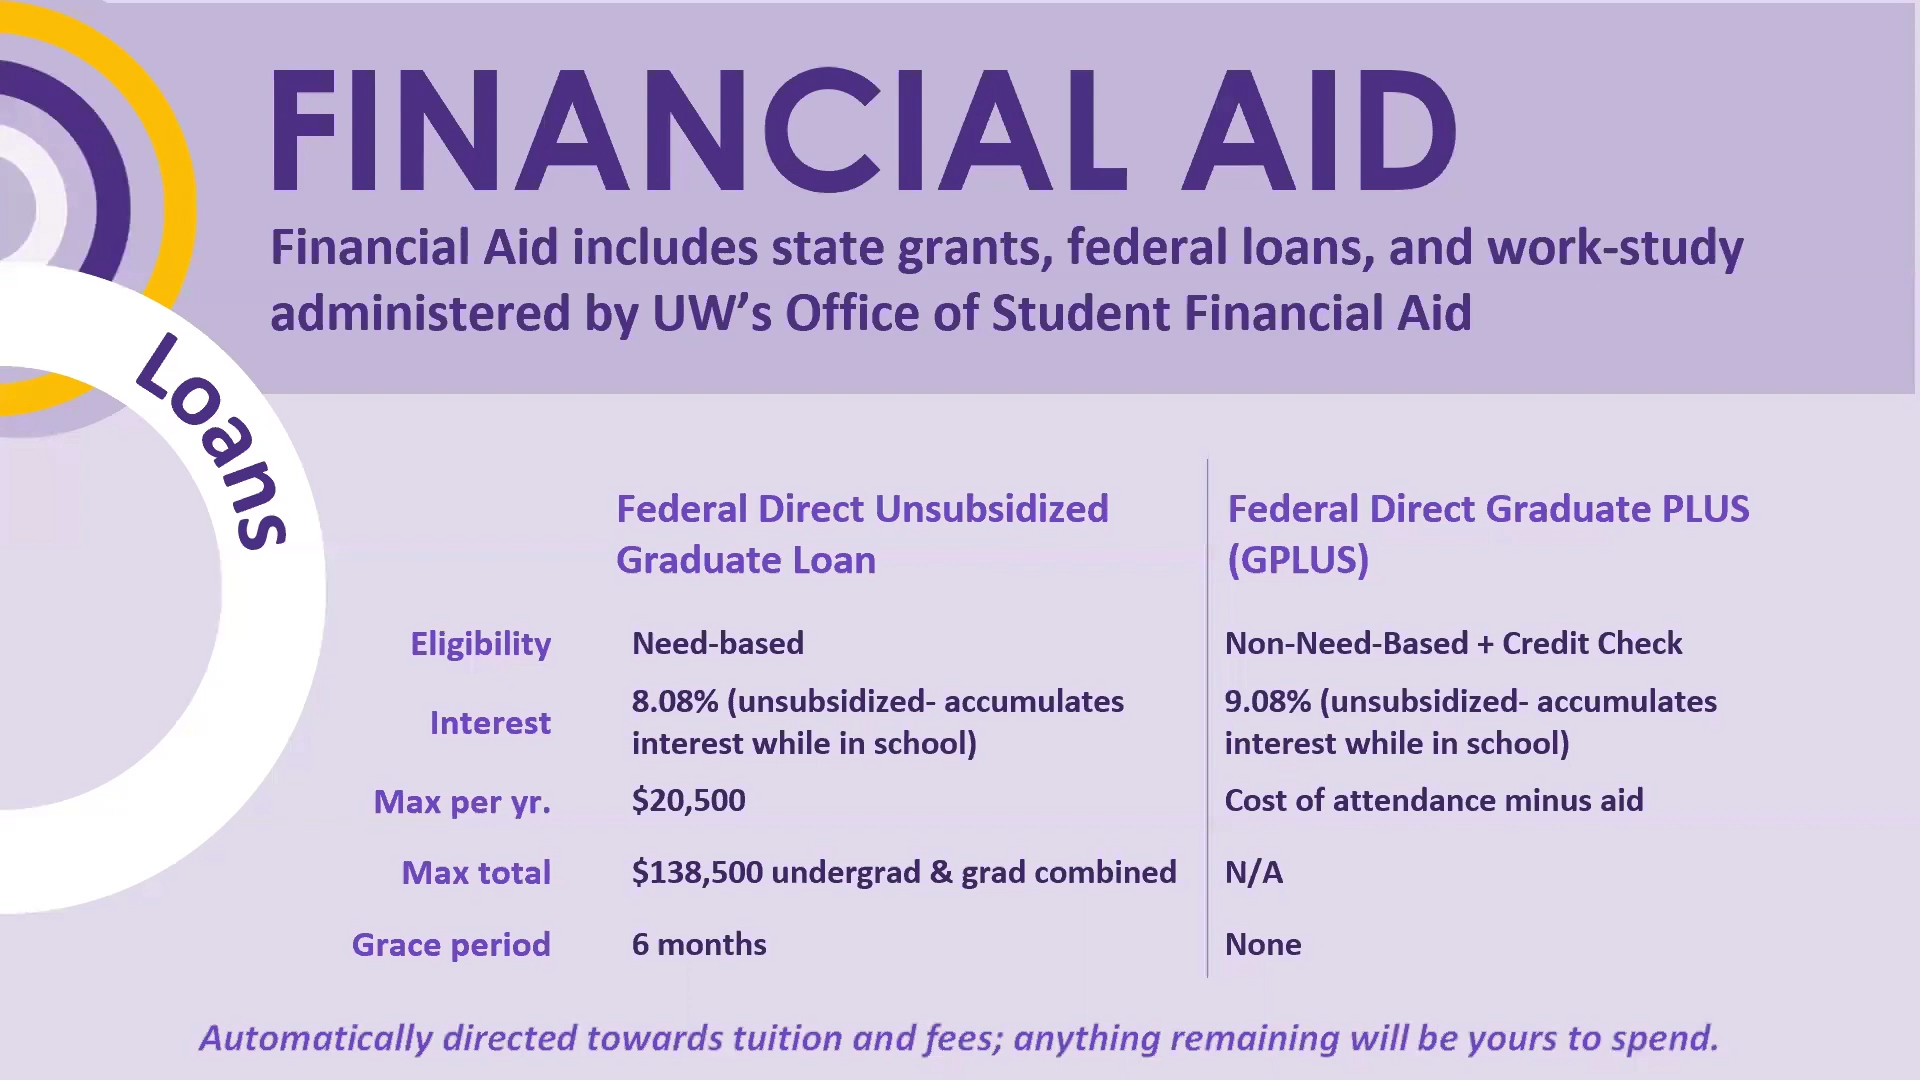 FINANCIAL AID
Financial Aid includes state grants, federal loans, and work-study
administered by UW’s Office of Student Financial Aid
Loans
Federal Direct Unsubsidized
Graduate Loan
Federal Direct Graduate PLUS
(GPLUS)
Eligibility
Need-based
Non-Need-Based + Credit Check
Interest
8.08% (unsubsidized- accumulates
interest while in school)
9.08% (unsubsidized- accumulates
interest while in school)
Max per yr.
$20,500
Cost of attendance minus aid
Max total
$138,500 undergrad & grad combined
N/A
Grace period
6 months
None
Automatically directed towards tuition and fees; anything remaining will be yours to spend.